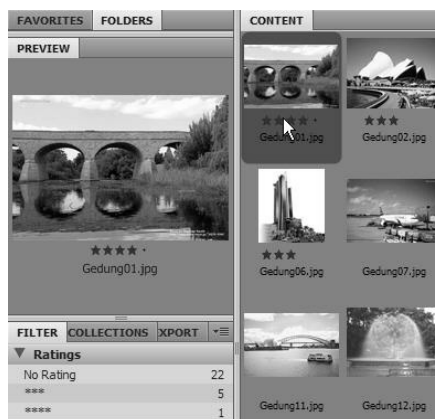 FAVORITES FOLDERS
PREVIEW
★★★★ ·
Gedung01.jpg
FILTER COLLECTIONS XPORT
Ratings
No Rating 22
*** 5
**** 1
CONTENT
★★★★ · ★★★
Gedung01.jpg Gedung02.jpg
★★★
Gedung06.jpg Gedung07.jpg
Gedung11.jpg Gedung12.jpg